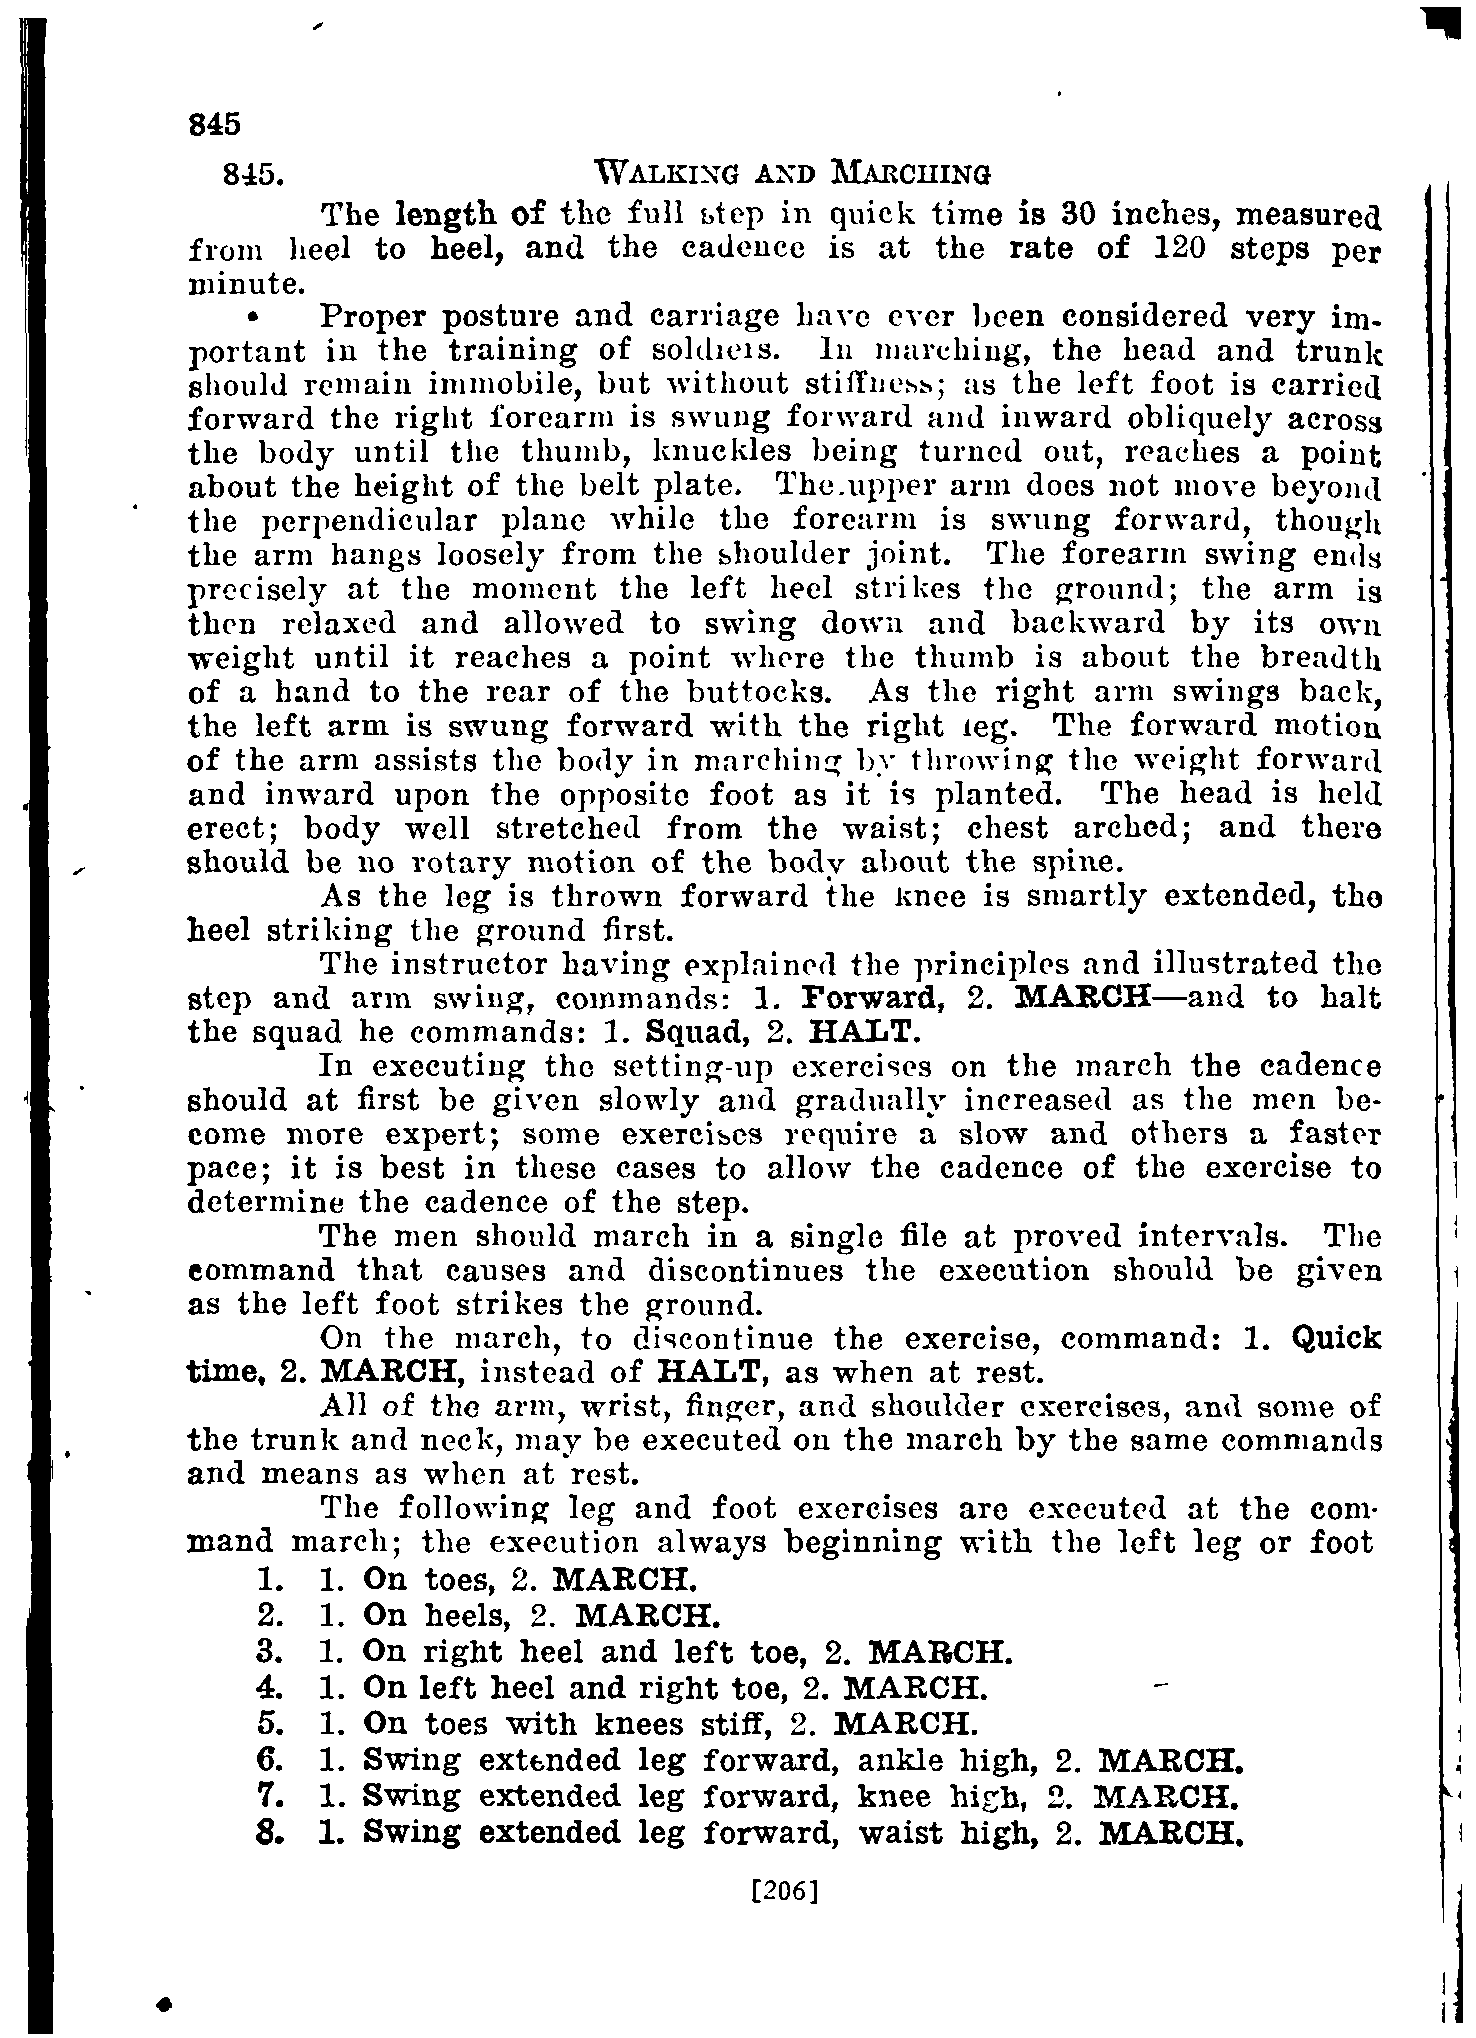 845
845. WALKING AND MARCHING
The length of the full step in quick time is 30 inches, measured
from heel to heel, and the cadence is at the rate of 120 steps per
minute.
Proper posture and carriage have ever been considered very im-
portant in the training of soldiers. In marching, the head and trunk
should remain immobile, but without stiffness; as the left foot is carried
forward the right forearm is swung forward and inward obliquely across
the body until the thumb, knuckles being turned out, reaches a point
about the height of the belt plate. The upper arm does not move beyond
the perpendicular plane while the forearm is swung forward, though
the arm hangs loosely from the shoulder joint. The forearm swing ends
precisely at the moment the left heel strikes the ground; the arm is
then relaxed and allowed to swing down and backward by its own
weight until it reaches a point where the thumb is about the breadth
of a hand to the rear of the buttocks. As the right arm swings back,
the left arm is swung forward with the right leg. The forward motion
of the arm assists the body in marching by throwing the weight forward
and inward upon the opposite foot as it is planted. The head is held
erect; body well stretched from the waist; chest arched; and there
should be no rotary motion of the body about the spine.
As the leg is thrown forward the knee is smartly extended, the
heel striking the ground first.
The instructor having explained the principles and illustrated the
step and arm swing, commands: 1. Forward, 2. MARCH—and to halt
the squad he commands: 1. Squad, 2. HALT.
In executing the setting-up exercises on the march the cadence
should at first be given slowly and gradually increased as the men be-
come more expert; some exercises require a slow and others a faster
pace; it is best in these cases to allow the cadence of the exercise to
determine the cadence of the step.
The men should march in a single file at proved intervals. The
command that causes and discontinues the execution should be given
as the left foot strikes the ground.
On the march, to discontinue the exercise, command: 1. Quick
time, 2. MARCH, instead of HALT, as when at rest.
All of the arm, wrist, finger, and shoulder exercises, and some of
the trunk and neck, may be executed on the march by the same commands
and means as when at rest.
The following leg and foot exercises are executed at the com-
mand march; the execution always beginning with the left leg or foot
1. 1. On toes, 2. MARCH.
2. 1. On heels, 2. MARCH.
3. 1. On right heel and left toe, 2. MARCH.
4. 1. On left heel and right toe, 2. MARCH.
5. 1. On toes with knees stiff, 2. MARCH.
6. 1. Swing extended leg forward, ankle high, 2. MARCH.
7. 1. Swing extended leg forward, knee high, 2. MARCH.
8. 1. Swing extended leg forward, waist high, 2. MARCH.
[206]